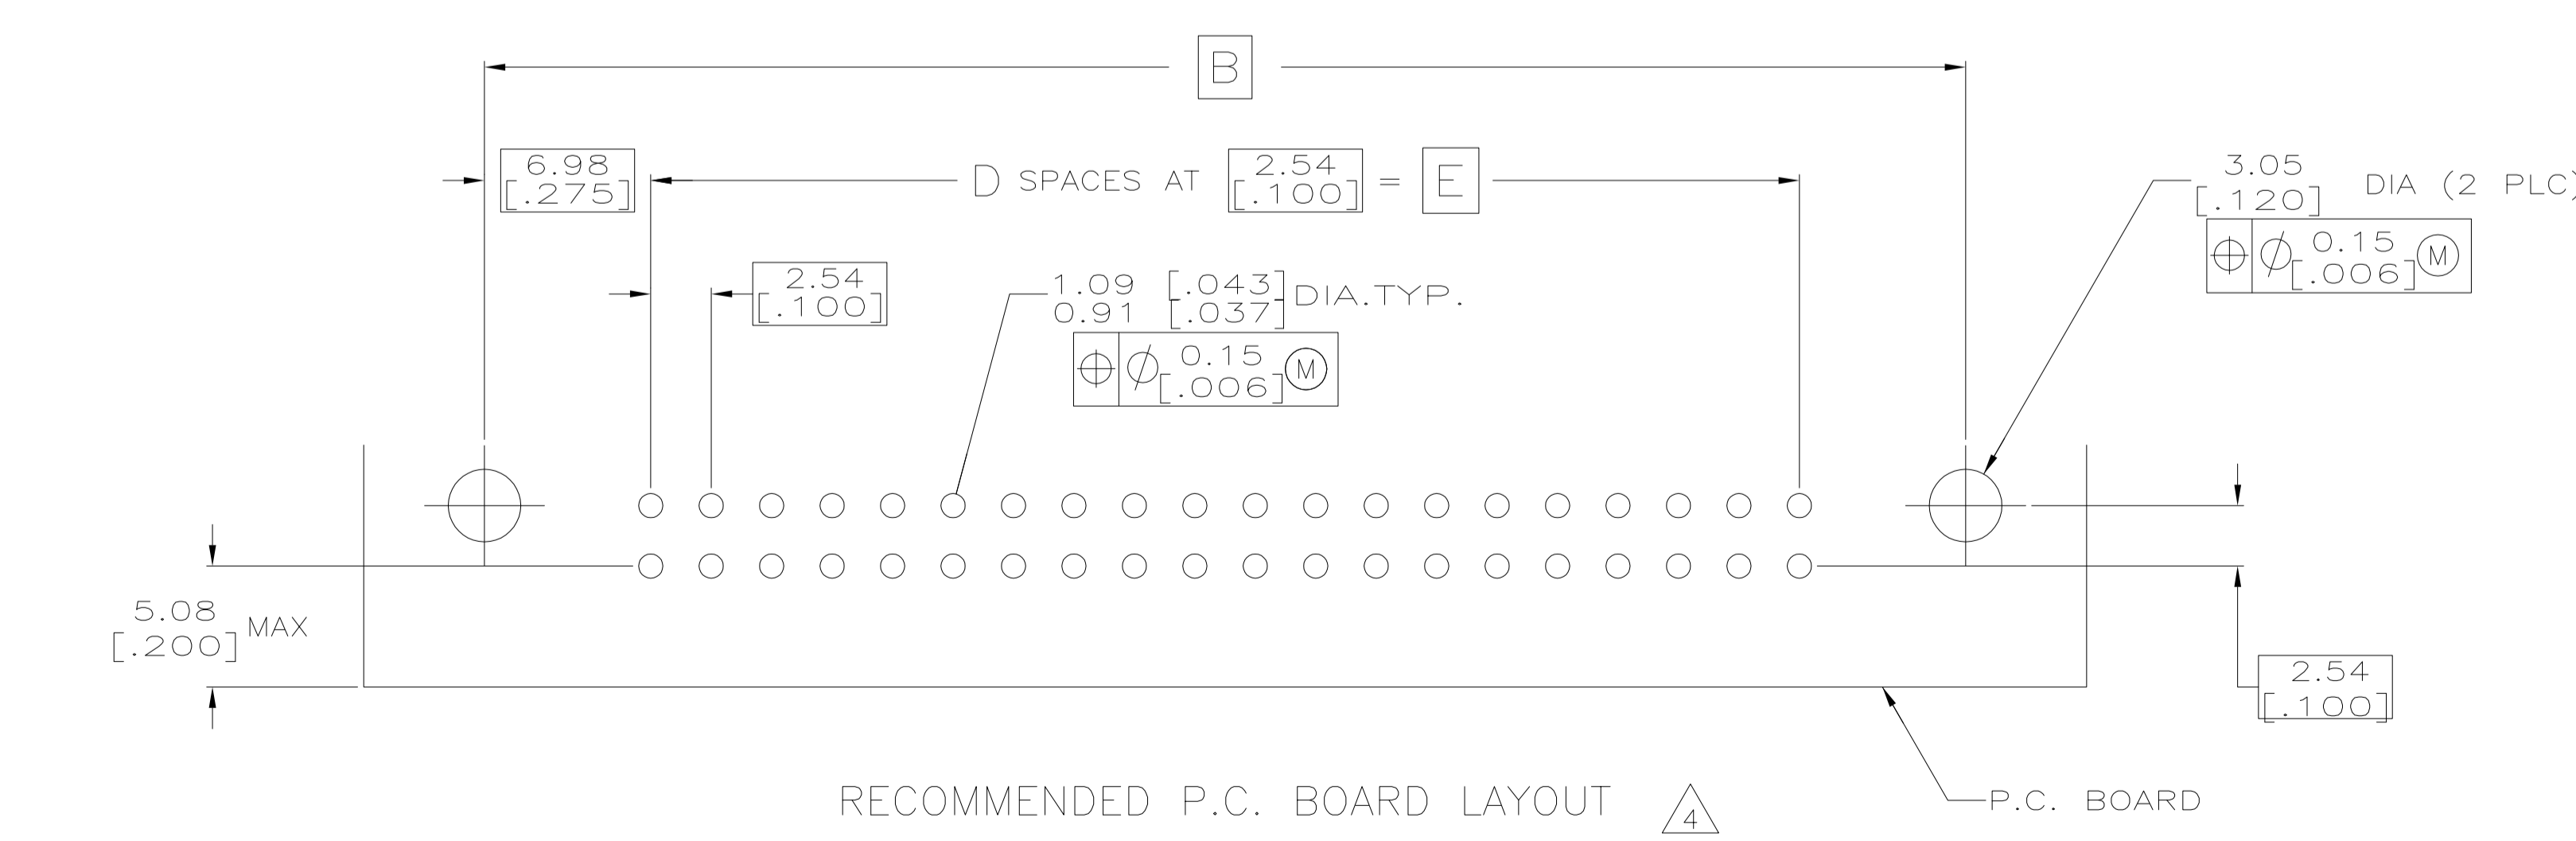 B
6.98
[.275]
D SPACES AT 2.54 = E
[.100]
3.05
[.120] DIA (2 PLC)
⌖ ⌀ 0.15 Ⓜ
[.006]
2.54
[.100]
1.09 [.043] DIA.TYP.
0.91 [.037]
⌖ ⌀ 0.15 Ⓜ
[.006]
5.08
[.200] MAX
2.54
[.100]
RECOMMENDED P.C. BOARD LAYOUT 4
P.C. BOARD